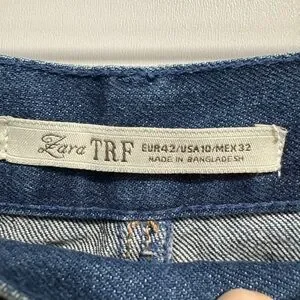 Zara TRF EUR42/USA10/MEX32
MADE IN BANGLADESH